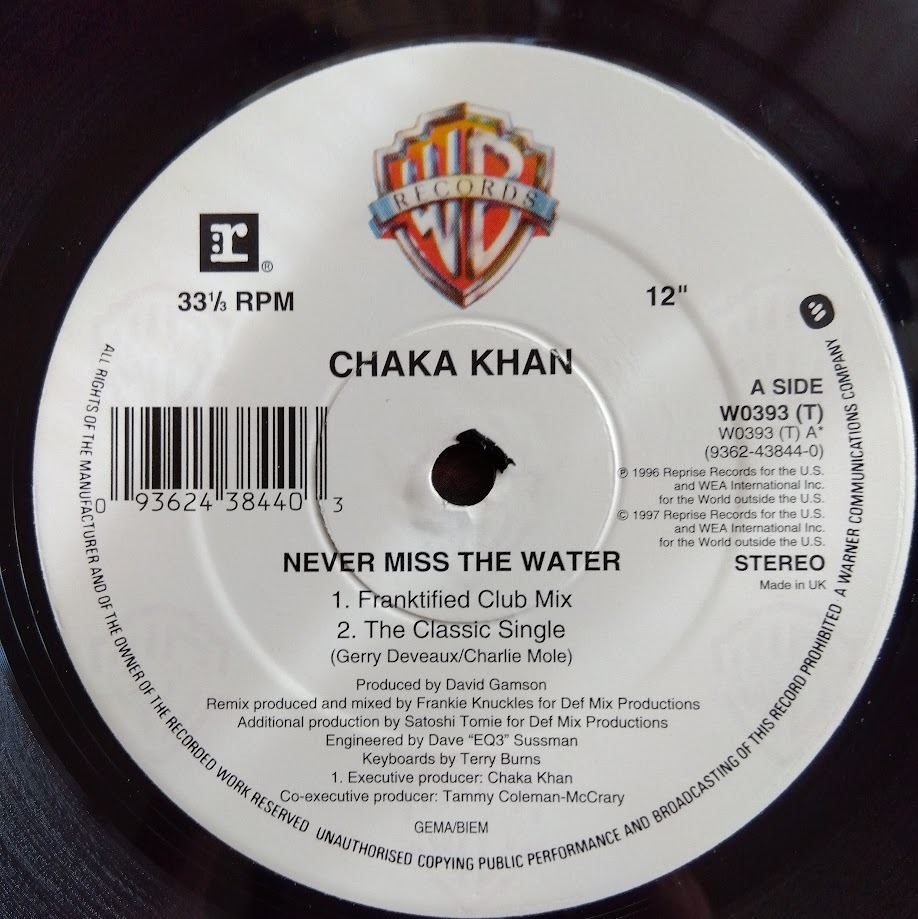 WB
RECORDS
r ®
33⅓ RPM
12"
CHAKA KHAN
A SIDE
W0393 (T)
W0393 (T) A*
(9362-43844-0)
℗ 1996 Reprise Records for the U.S.
and WEA International Inc.
for the World outside the U.S.
© 1997 Reprise Records for the U.S.
and WEA International Inc.
for the World outside the U.S.
STEREO
Made in UK
0 93624 38440 3
NEVER MISS THE WATER
1. Franktified Club Mix
2. The Classic Single
(Gerry Deveaux/Charlie Mole)
Produced by David Gamson
Remix produced and mixed by Frankie Knuckles for Def Mix Productions
Additional production by Satoshi Tomie for Def Mix Productions
Engineered by Dave “EQ3” Sussman
Keyboards by Terry Burns
1. Executive producer: Chaka Khan
Co-executive producer: Tammy Coleman-McCrary
GEMA/BIEM
ALL RIGHTS OF THE MANUFACTURER AND OF THE OWNER OF THE RECORDED WORK RESERVED UNAUTHORISED COPYING PUBLIC PERFORMANCE AND BROADCASTING OF THIS RECORD PROHIBITED A WARNER COMMUNICATIONS COMPANY